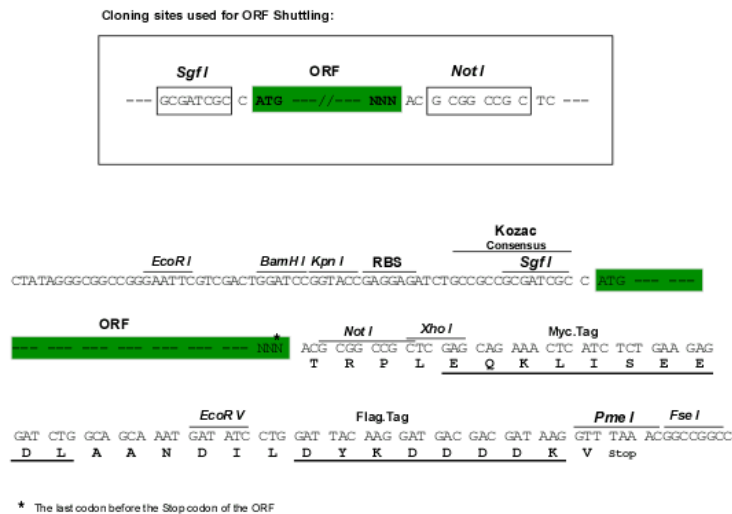 Cloning sites used for ORF Shuttling:
Sgf I ORF Not I
--- GCGATCGC C ATG ---//--- NNN AC G CGG CCG C TC ---
Kozac
Consensus
EcoR I BamH I Kpn I RBS Sgf I
CTATAGGGCGGCCGGGAATTCGTCGACTGGATCCGGTACCGAGGAGATCTGCCGCCGCGATCGC C ATG ---- --- ---
ORF
Not I Xho I Myc.Tag
*
--- --- --- --- --- --- --- --- NNN ACG CGG CCG CTC GAG CAG AAA CTC ATC TCT GAA GAG
T R P L E Q K L I S E E
EcoR V Flag.Tag Pme I Fse I
GAT CTG GCA GCA AAT GAT ATC CTG GAT TAC AAG GAT GAC GAC GAT AAG GTT TAA ACGGCCGGCC
D L A A N D I L D Y K D D D D K V Stop
* The last codon before the Stop codon of the ORF